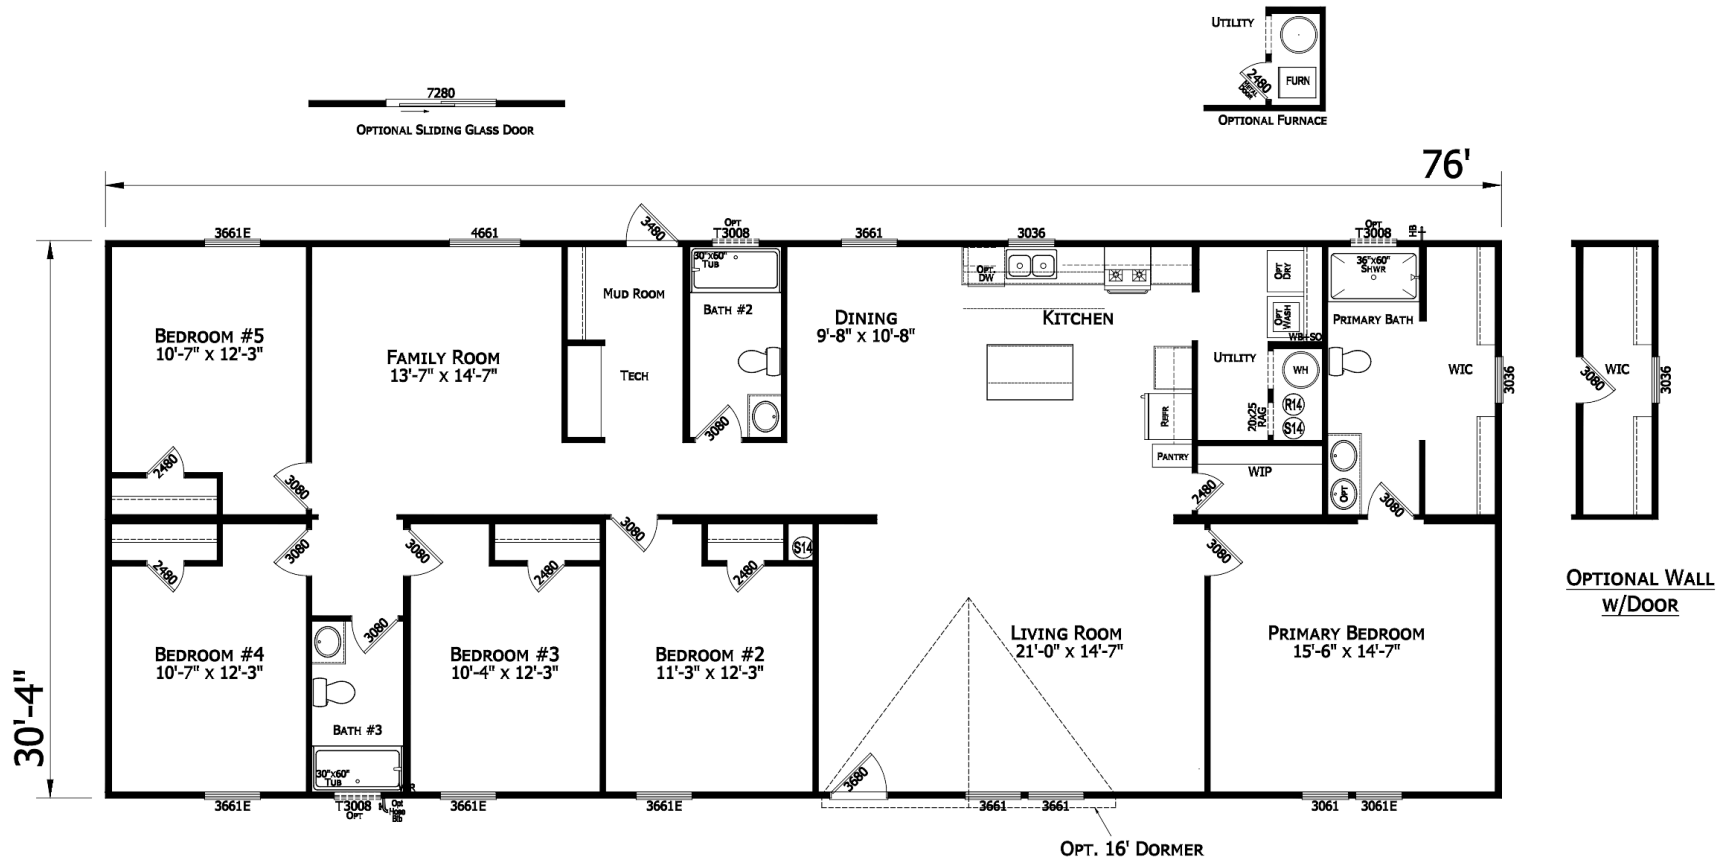 UTILITY
2480
METAL DOOR
FURN
OPTIONAL FURNACE
7280
OPTIONAL SLIDING GLASS DOOR
76'
30'-4"
3661E
4661
3480
OPT
T3008
3661
3036
OPT
T3008
HB
30"x60"
TUB
MUD ROOM
BATH #2
OPT.
DW
OPT
DRY
OPT
WASH
36"x60"
SHWR
PRIMARY BATH
BEDROOM #5
10'-7" x 12'-3"
FAMILY ROOM
13'-7" x 14'-7"
TECH
DINING
9'-8" x 10'-8"
KITCHEN
WB+SO
UTILITY
WH
R14
S14
20x25
RAG
REFR
PANTRY
WIP
2480
WIC
3036
WIC
3080
3036
OPT
3080
3080
2480
3080
3080
2480
3080
3080
2480
3080
2480
S14
3080
OPTIONAL WALL
W/DOOR
3080
BEDROOM #4
10'-7" x 12'-3"
BEDROOM #3
10'-4" x 12'-3"
BEDROOM #2
11'-3" x 12'-3"
LIVING ROOM
21'-0" x 14'-7"
PRIMARY BEDROOM
15'-6" x 14'-7"
BATH #3
30"x60"
TUB
3680
3661E
T3008
OPT
Opt
Hose
Bib
3661E
3661E
3661
3661
3061
3061E
OPT. 16' DORMER